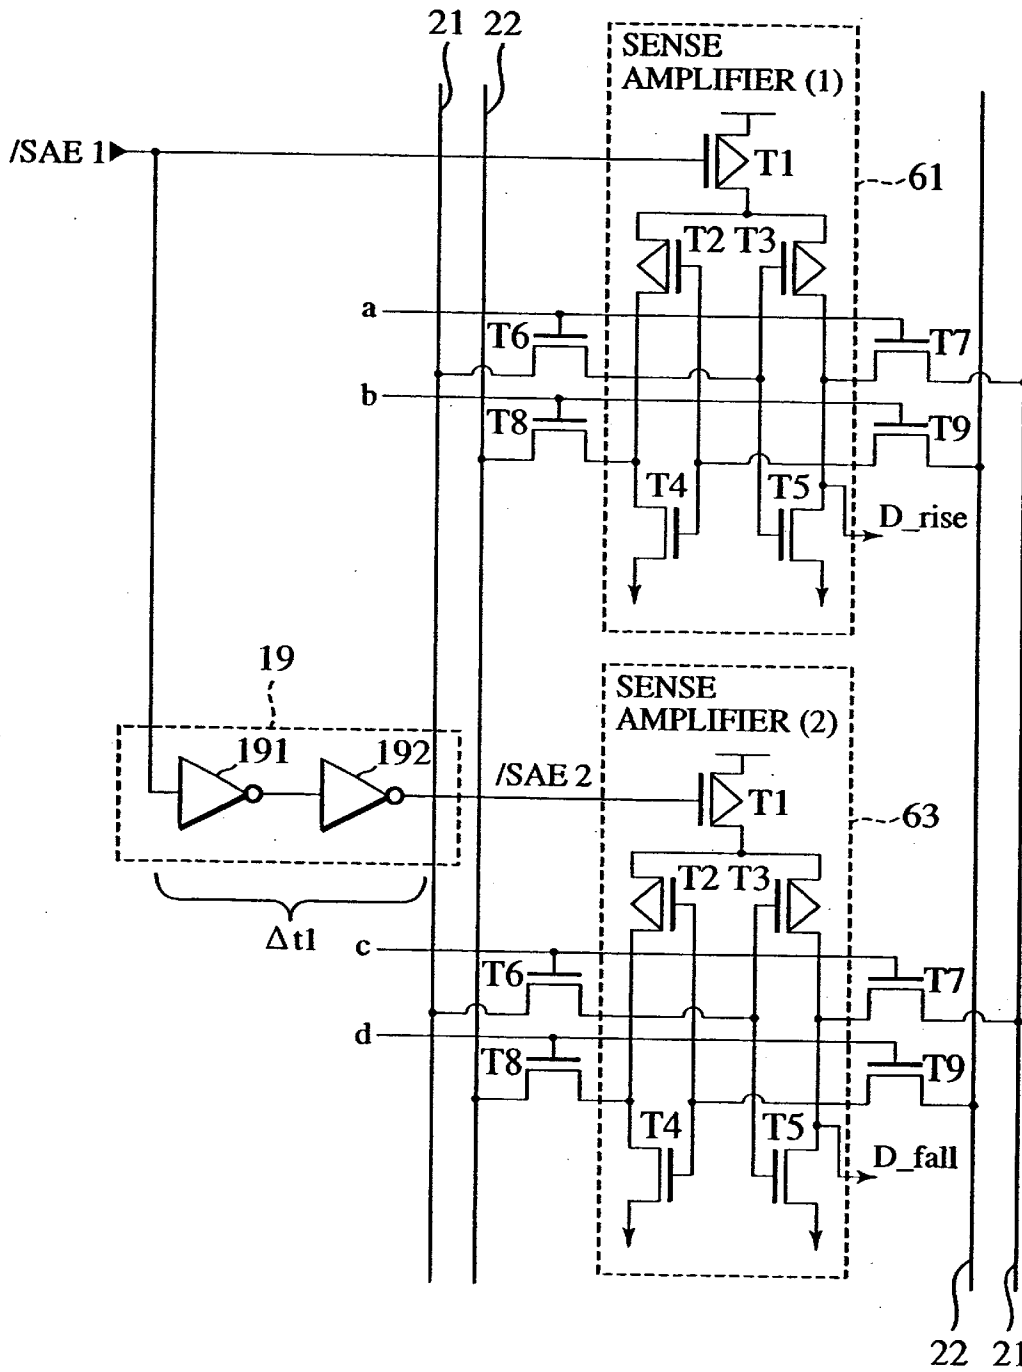 21 22
SENSE
AMPLIFIER (1)
/SAE 1
T1
61
T2 T3
a
T6
T7
b
T8
T9
T4 T5
D_rise
19
SENSE
AMPLIFIER (2)
191 192
/SAE 2
T1
63
T2 T3
Δt1
c
T6
T7
d
T8
T9
T4 T5
D_fall
22 21